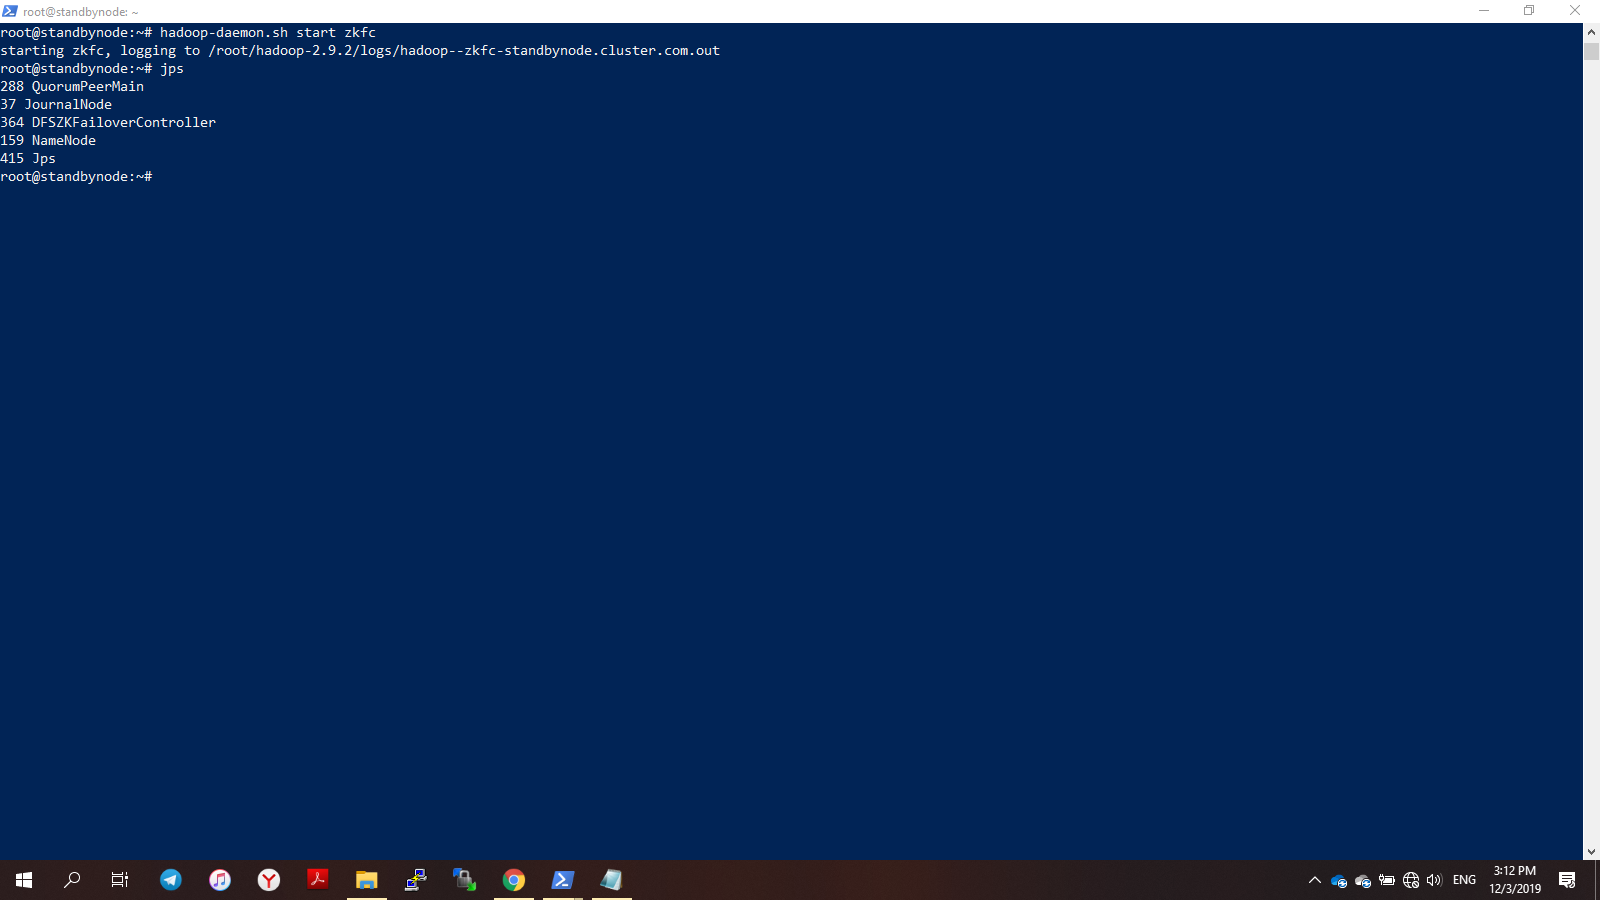 root@standbynode: ~
root@standbynode:~# hadoop-daemon.sh start zkfc
starting zkfc, logging to /root/hadoop-2.9.2/logs/hadoop--zkfc-standbynode.cluster.com.out
root@standbynode:~# jps
288 QuorumPeerMain
37 JournalNode
364 DFSZKFailoverController
159 NameNode
415 Jps
root@standbynode:~#
ENG
3:12 PM
12/3/2019